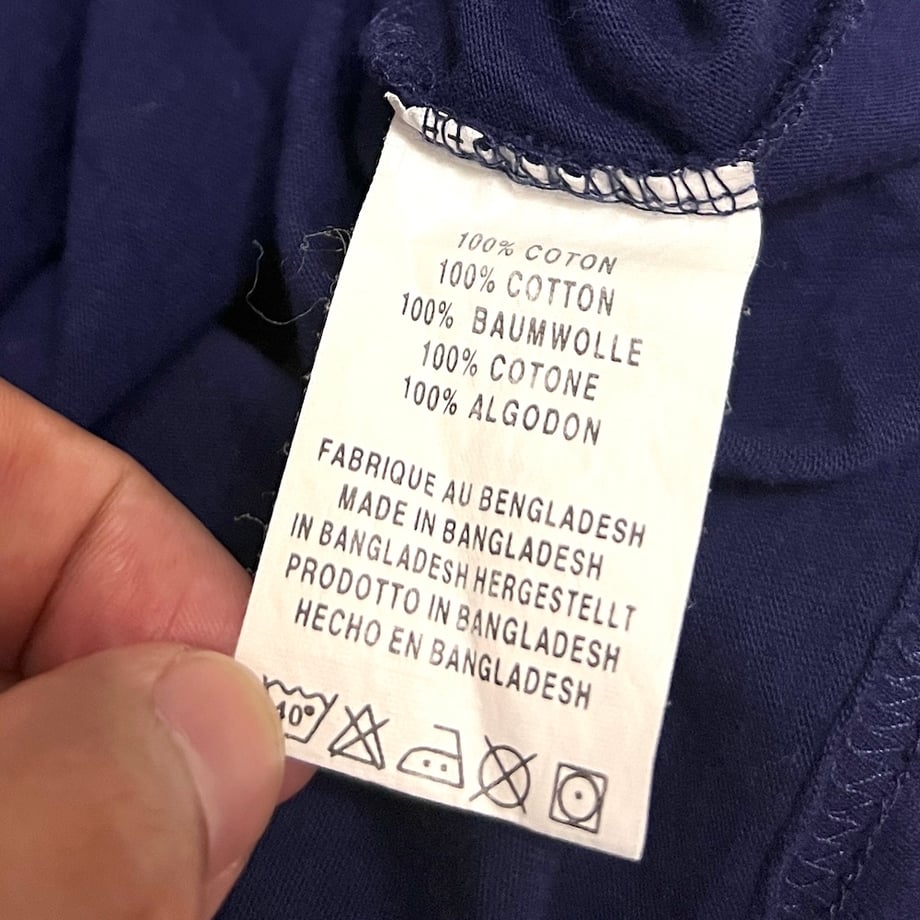 100% COTON
100% COTTON
100% BAUMWOLLE
100% COTONE
100% ALGODON
FABRIQUE AU BENGLADESH
MADE IN BANGLADESH
IN BANGLADESH HERGESTELLT
PRODOTTO IN BANGLADESH
HECHO EN BANGLADESH
40°